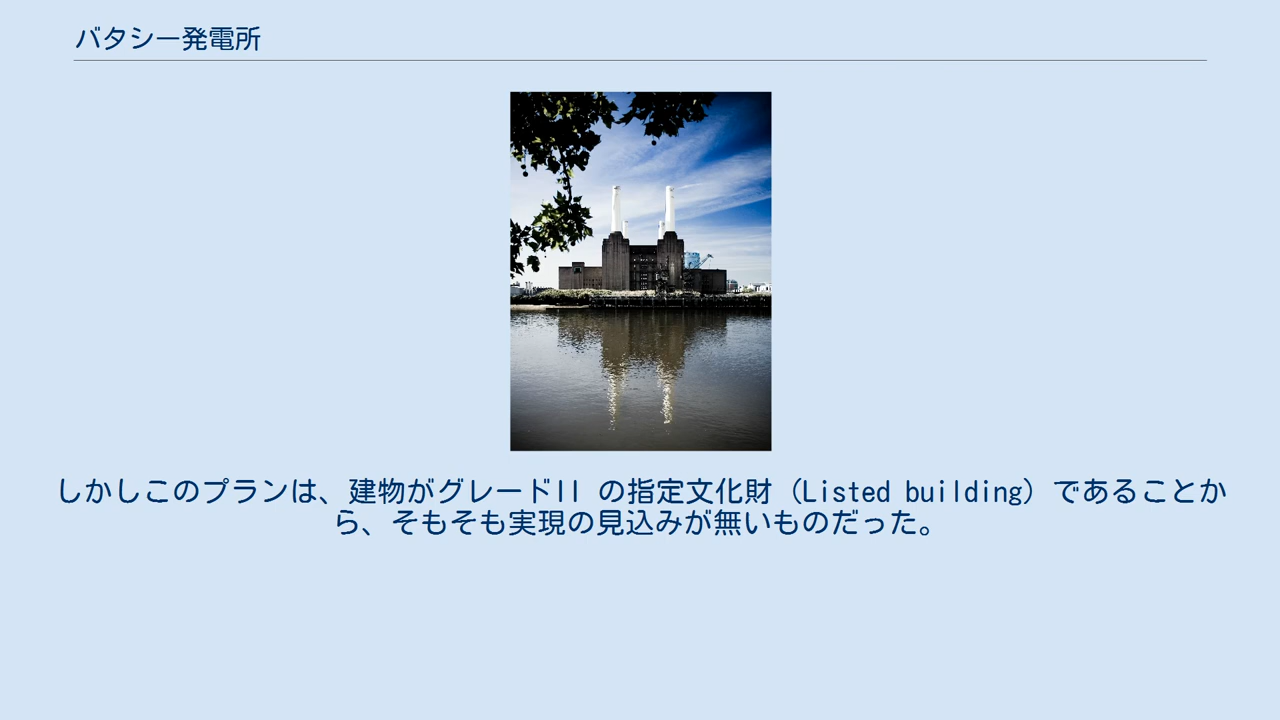 バタシー発電所
しかしこのプランは、建物がグレードII の指定文化財（Listed building）であることか
ら、そもそも実現の見込みが無いものだった。